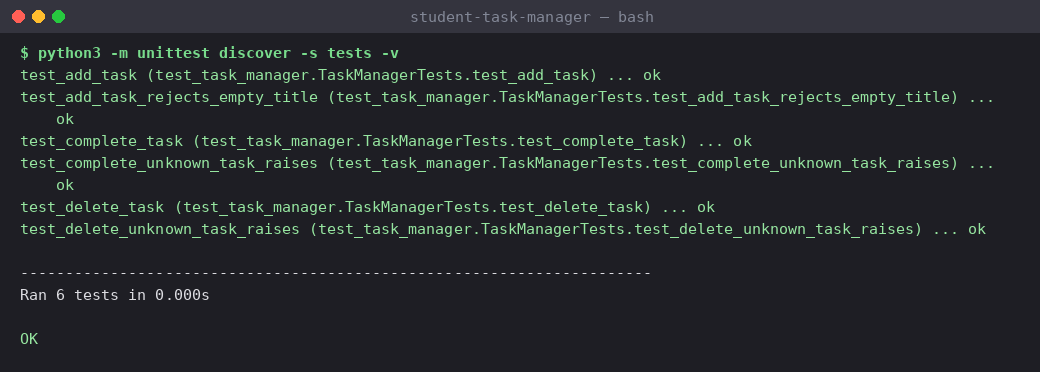 student-task-manager — bash
$ python3 -m unittest discover -s tests -v
test_add_task (test_task_manager.TaskManagerTests.test_add_task) ... ok
test_add_task_rejects_empty_title (test_task_manager.TaskManagerTests.test_add_task_rejects_empty_title) ...
    ok
test_complete_task (test_task_manager.TaskManagerTests.test_complete_task) ... ok
test_complete_unknown_task_raises (test_task_manager.TaskManagerTests.test_complete_unknown_task_raises) ...
    ok
test_delete_task (test_task_manager.TaskManagerTests.test_delete_task) ... ok
test_delete_unknown_task_raises (test_task_manager.TaskManagerTests.test_delete_unknown_task_raises) ... ok
----------------------------------------------------------------------
Ran 6 tests in 0.000s
OK